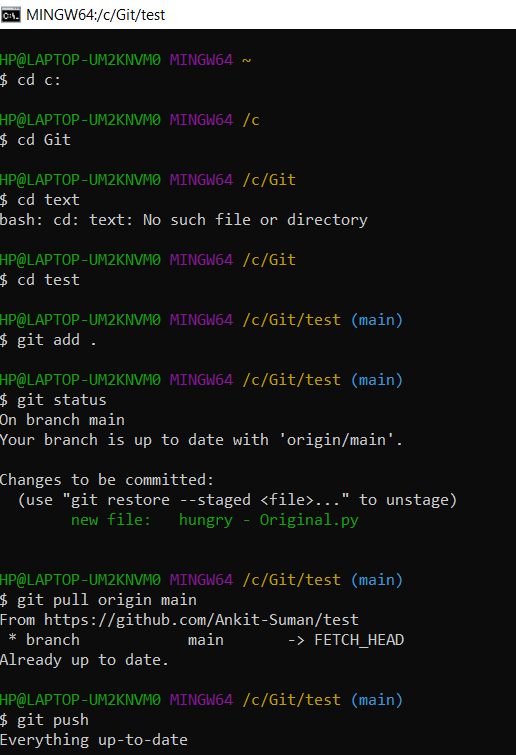 MINGW64:/c/Git/test
HP@LAPTOP-UM2KNVM0 MINGW64 ~
$ cd c:
HP@LAPTOP-UM2KNVM0 MINGW64 /c
$ cd Git
HP@LAPTOP-UM2KNVM0 MINGW64 /c/Git
$ cd text
bash: cd: text: No such file or directory
HP@LAPTOP-UM2KNVM0 MINGW64 /c/Git
$ cd test
HP@LAPTOP-UM2KNVM0 MINGW64 /c/Git/test (main)
$ git add .
HP@LAPTOP-UM2KNVM0 MINGW64 /c/Git/test (main)
$ git status
On branch main
Your branch is up to date with 'origin/main'.
Changes to be committed:
  (use "git restore --staged <file>..." to unstage)
        new file:   hungry - Original.py
HP@LAPTOP-UM2KNVM0 MINGW64 /c/Git/test (main)
$ git pull origin main
From https://github.com/Ankit-Suman/test
 * branch            main       -> FETCH_HEAD
Already up to date.
HP@LAPTOP-UM2KNVM0 MINGW64 /c/Git/test (main)
$ git push
Everything up-to-date